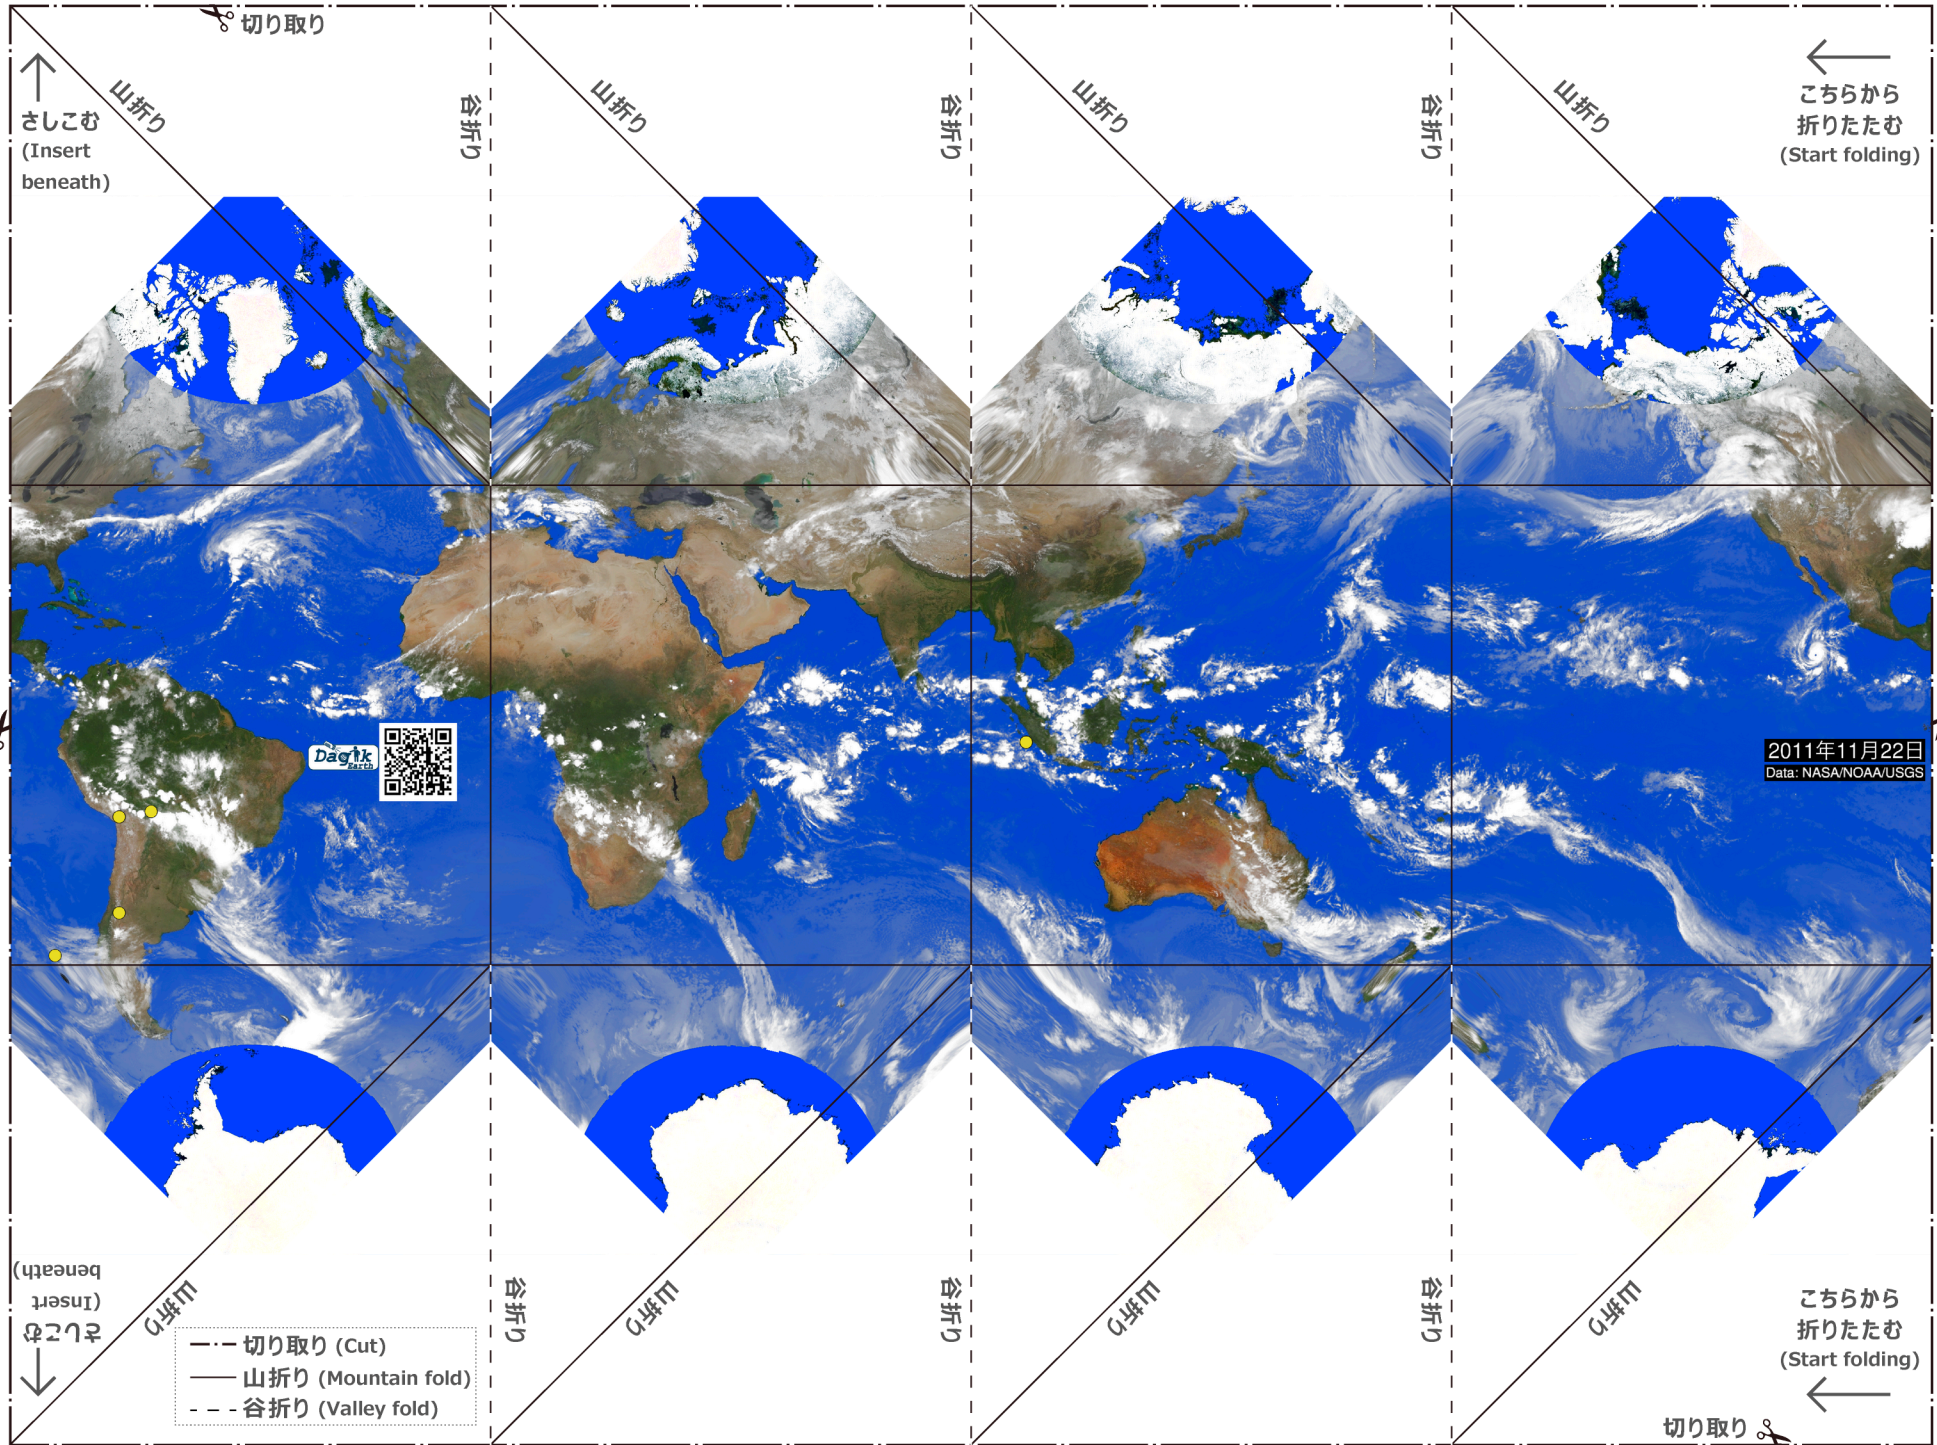 切り取り
さしこむ
(Insert
beneath)
山折り
谷折り
山折り
谷折り
山折り
谷折り
山折り
こちらから
折りたたむ
(Start folding)
Dagik
Earth
2011年11月22日
Data: NASA/NOAA/USGS
さしこむ
(Insert
beneath)
山折り
谷折り
山折り
谷折り
山折り
谷折り
山折り
こちらから
折りたたむ
(Start folding)
切り取り (Cut)
山折り (Mountain fold)
谷折り (Valley fold)
切り取り